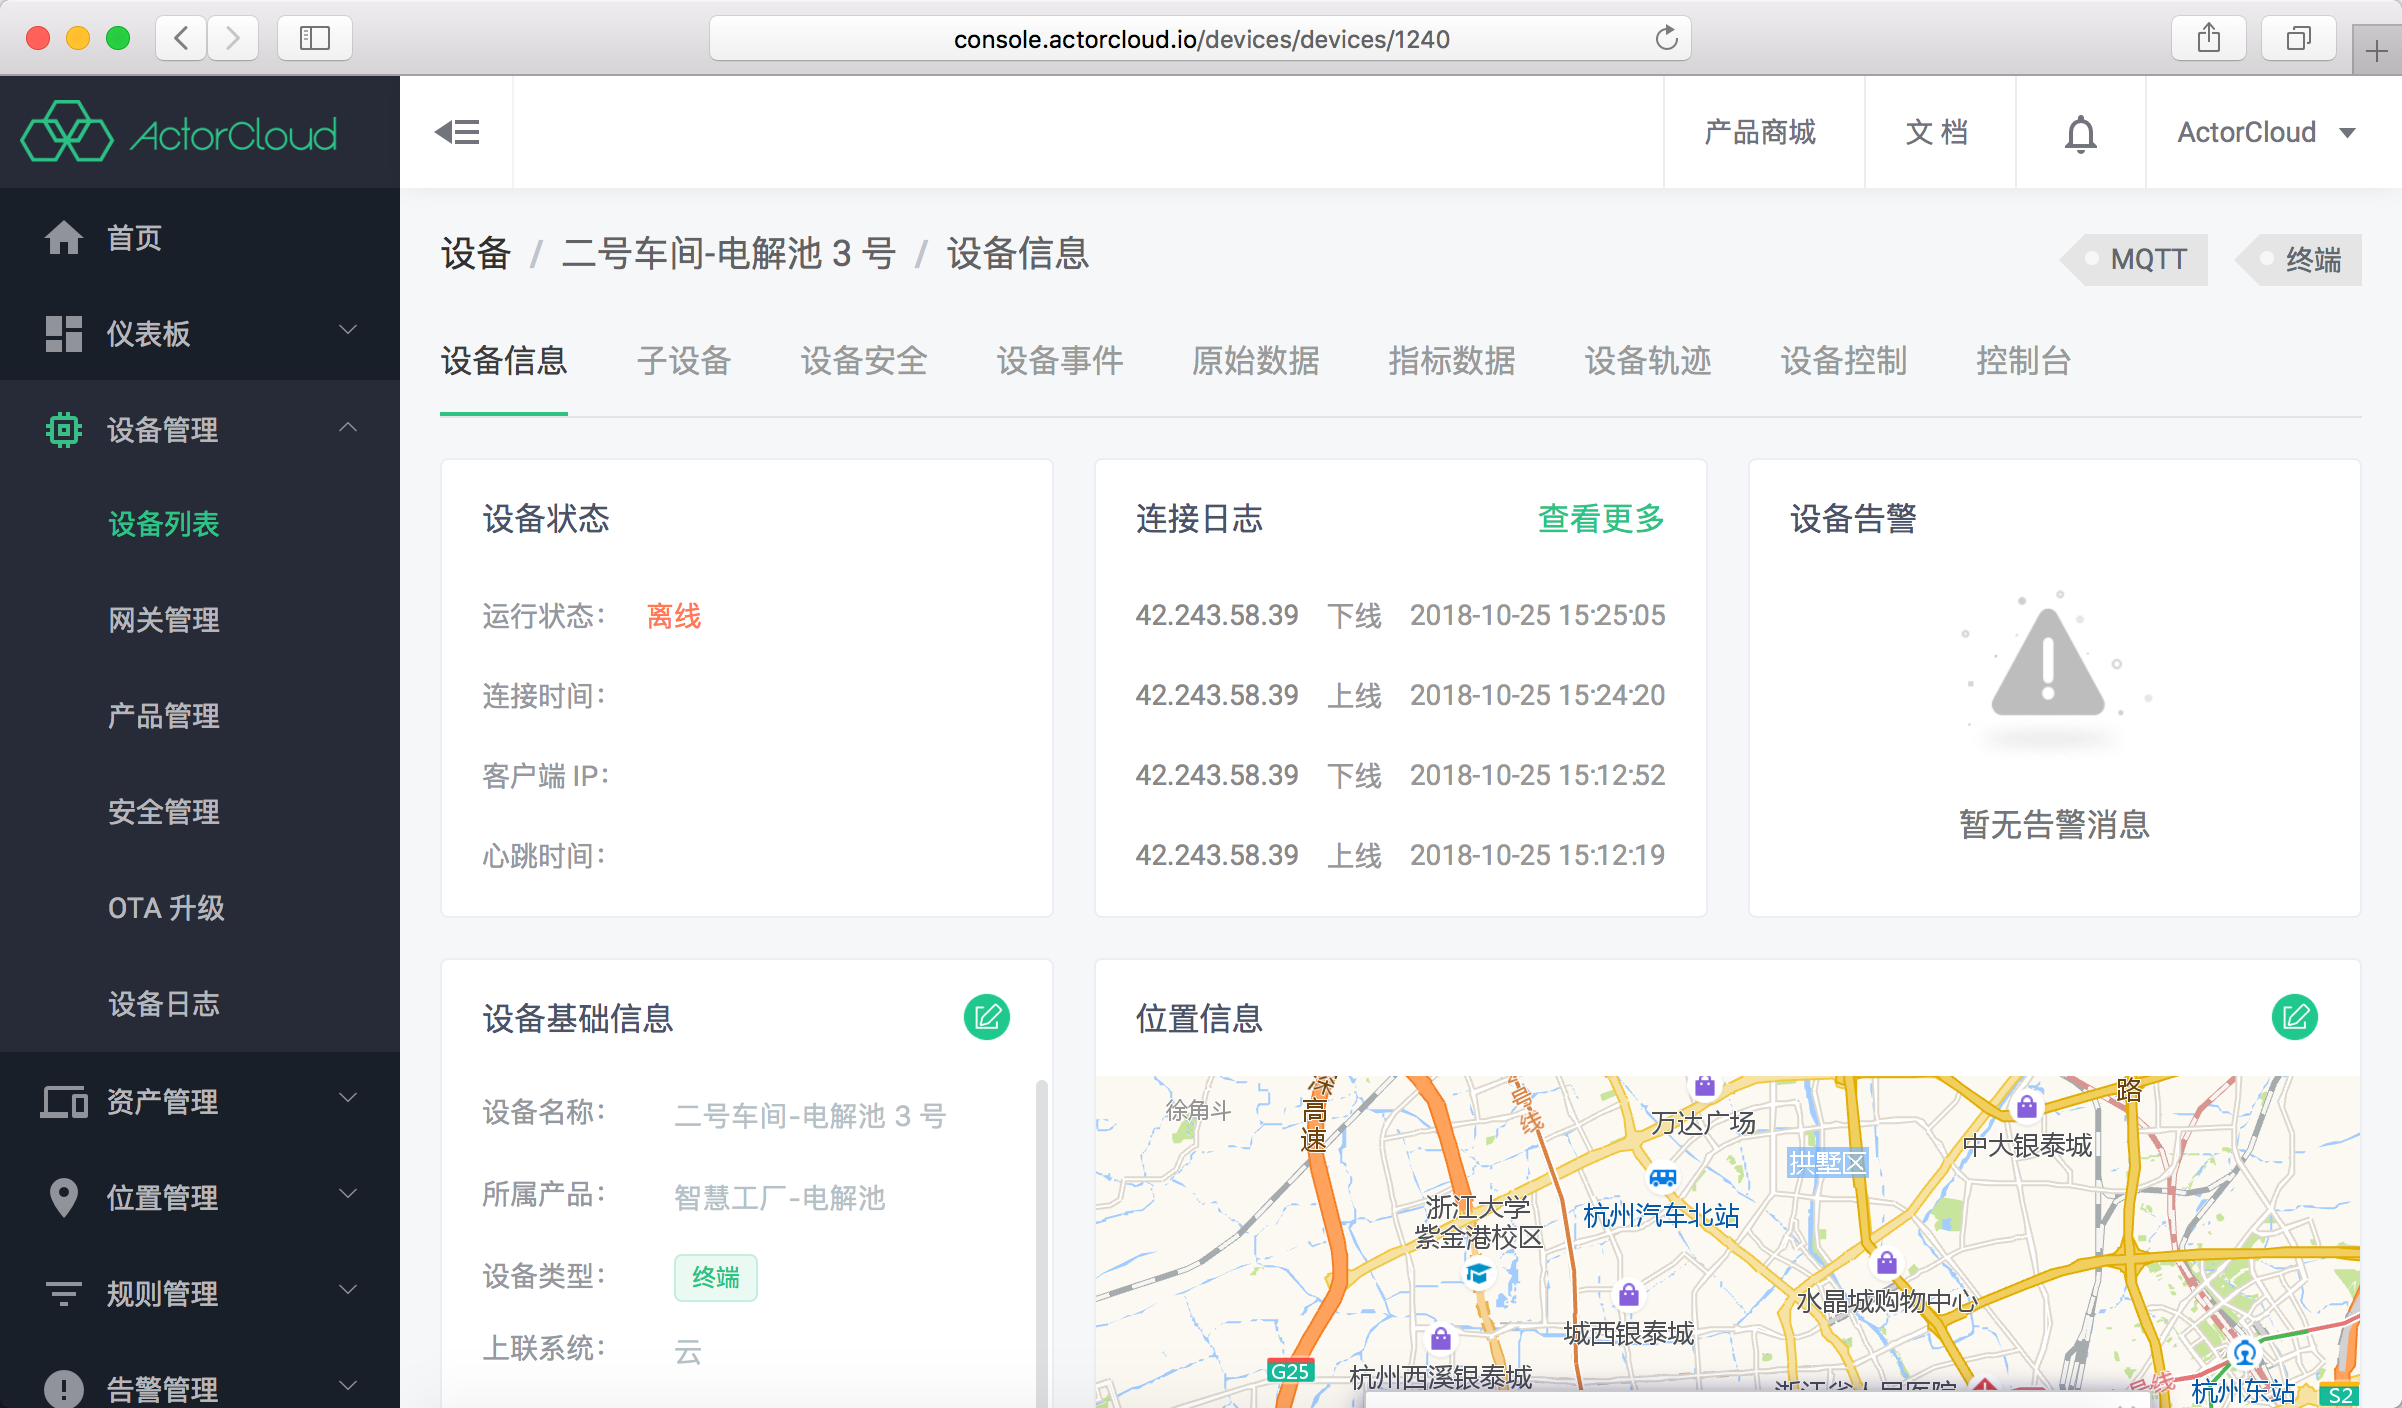 console.actorcloud.io/devices/devices/1240
ActorCloud
产品商城
文 档
ActorCloud
首页
仪表板
设备管理
设备列表
网关管理
产品管理
安全管理
OTA 升级
设备日志
资产管理
位置管理
规则管理
告警管理
设备 / 二号车间-电解池 3 号 / 设备信息
MQTT
终端
设备信息 子设备 设备安全 设备事件 原始数据 指标数据 设备轨迹 设备控制 控制台
设备状态
运行状态： 离线
连接时间：
客户端 IP：
心跳时间：
连接日志 查看更多
42.243.58.39 下线 2018-10-25 15:25:05
42.243.58.39 上线 2018-10-25 15:24:20
42.243.58.39 下线 2018-10-25 15:12:52
42.243.58.39 上线 2018-10-25 15:12:19
设备告警
暂无告警消息
设备基础信息
设备名称： 二号车间-电解池 3 号
所属产品： 智慧工厂-电解池
设备类型： 终端
上联系统： 云
位置信息
徐角斗
深高速
号线
万达广场
路
中大银泰城
拱墅区
浙江大学
紫金港校区
杭州汽车北站
水晶城购物中心
城西银泰城
G25
杭州西溪银泰城
浙江省人民医院
号线
杭州东站
S2